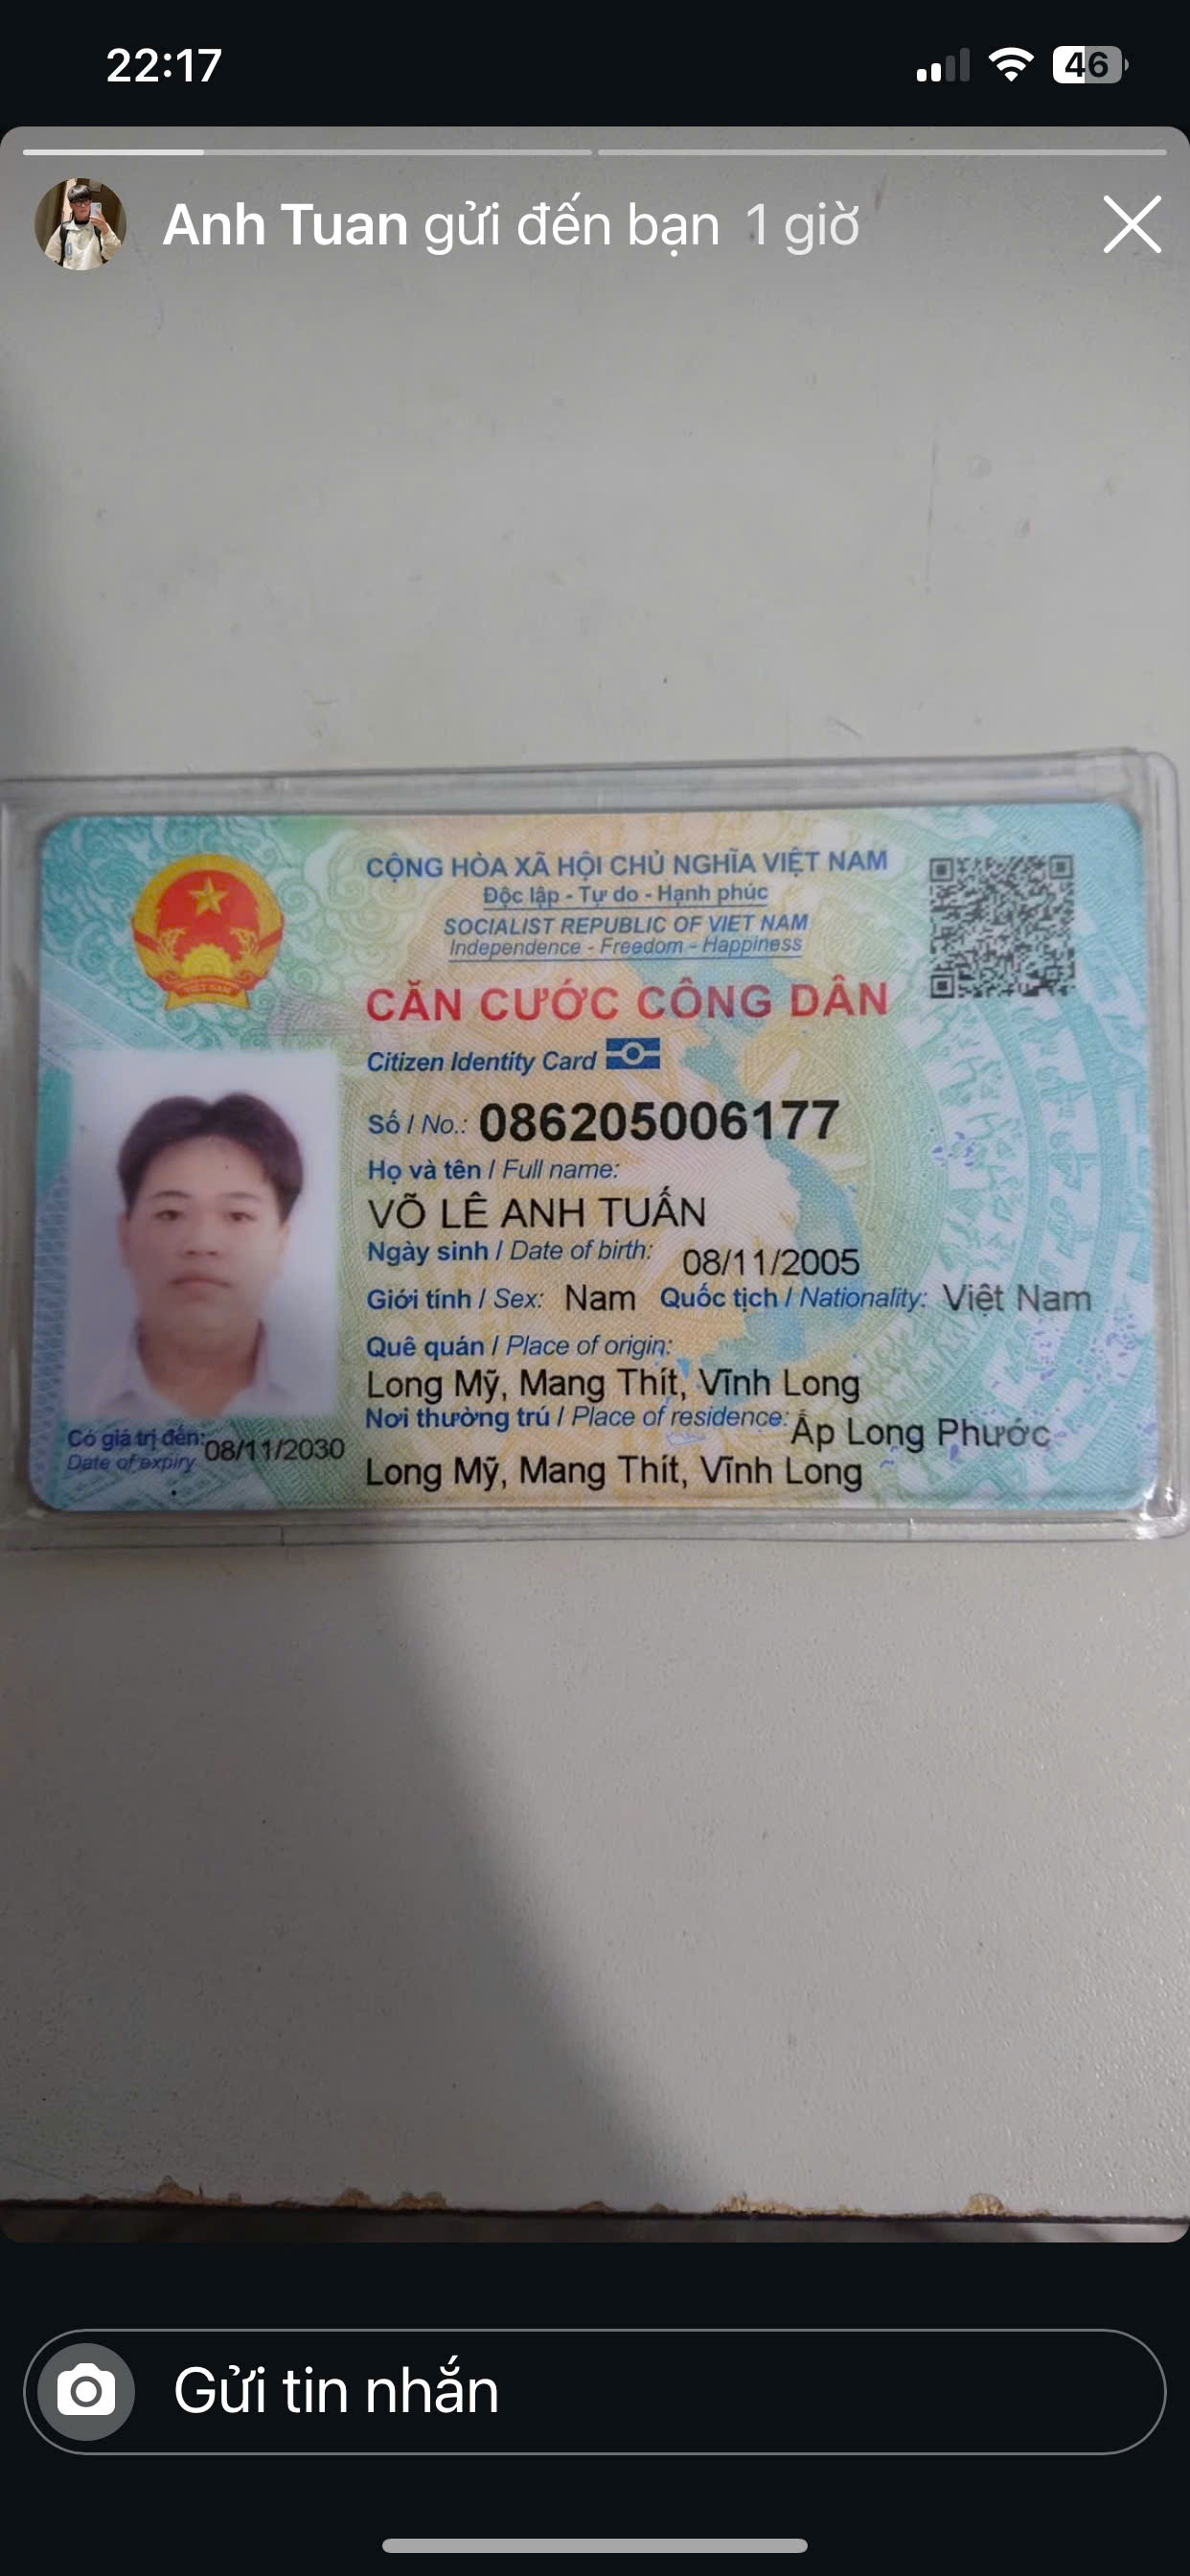 22:17
46
Anh Tuan gửi đến bạn 1 giờ
CỘNG HÒA XÃ HỘI CHỦ NGHĨA VIỆT NAM
Độc lập - Tự do - Hạnh phúc
SOCIALIST REPUBLIC OF VIET NAM
Independence - Freedom - Happiness
CĂN CƯỚC CÔNG DÂN
Citizen Identity Card
Số / No.: 086205006177
Họ và tên / Full name:
VÕ LÊ ANH TUẤN
Ngày sinh / Date of birth: 08/11/2005
Giới tính / Sex: Nam Quốc tịch / Nationality: Việt Nam
Quê quán / Place of origin:
Long Mỹ, Mang Thít, Vĩnh Long
Nơi thường trú / Place of residence: Ấp Long Phước
Long Mỹ, Mang Thít, Vĩnh Long
Có giá trị đến: 08/11/2030
Date of expiry
VIỆT NAM
Gửi tin nhắn